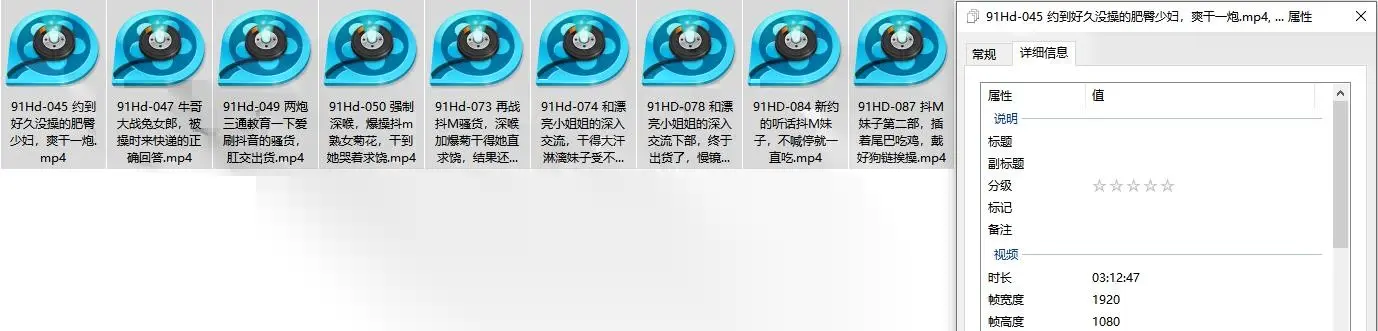 91Hd-045 约到
好久没操的肥臀
少妇，爽干一炮.
mp4
91Hd-047 牛哥
大战兔女郎，被
操时来快递的正
确回答.mp4
91Hd-049 两炮
三通教育一下爱
刷抖音的骚货，
肛交出货.mp4
91Hd-050 强制
深喉，爆操抖m
熟女菊花，干到
她哭着求饶.mp4
91Hd-073 再战
抖M骚货，深喉
加爆菊干得她直
求饶，结果还...
91Hd-074 和漂
亮小姐姐的深入
交流，干得大汗
淋漓妹子受不...
91HD-078 和漂
亮小姐姐的深入
交流下部，终于
出货了，慢镜...
91HD-084 新约
的听话抖M妹
子，不喊停就一
直吃.mp4
91HD-087 抖M
妹子第二部，插
着尾巴吃鸡，戴
好狗链挨操.mp4
91Hd-045 约到好久没操的肥臀少妇，爽干一炮.mp4, ... 属性
常规
详细信息
属性 值
说明
标题
副标题
分级 ☆☆☆☆☆
标记
备注
视频
时长 03:12:47
帧宽度 1920
帧高度 1080